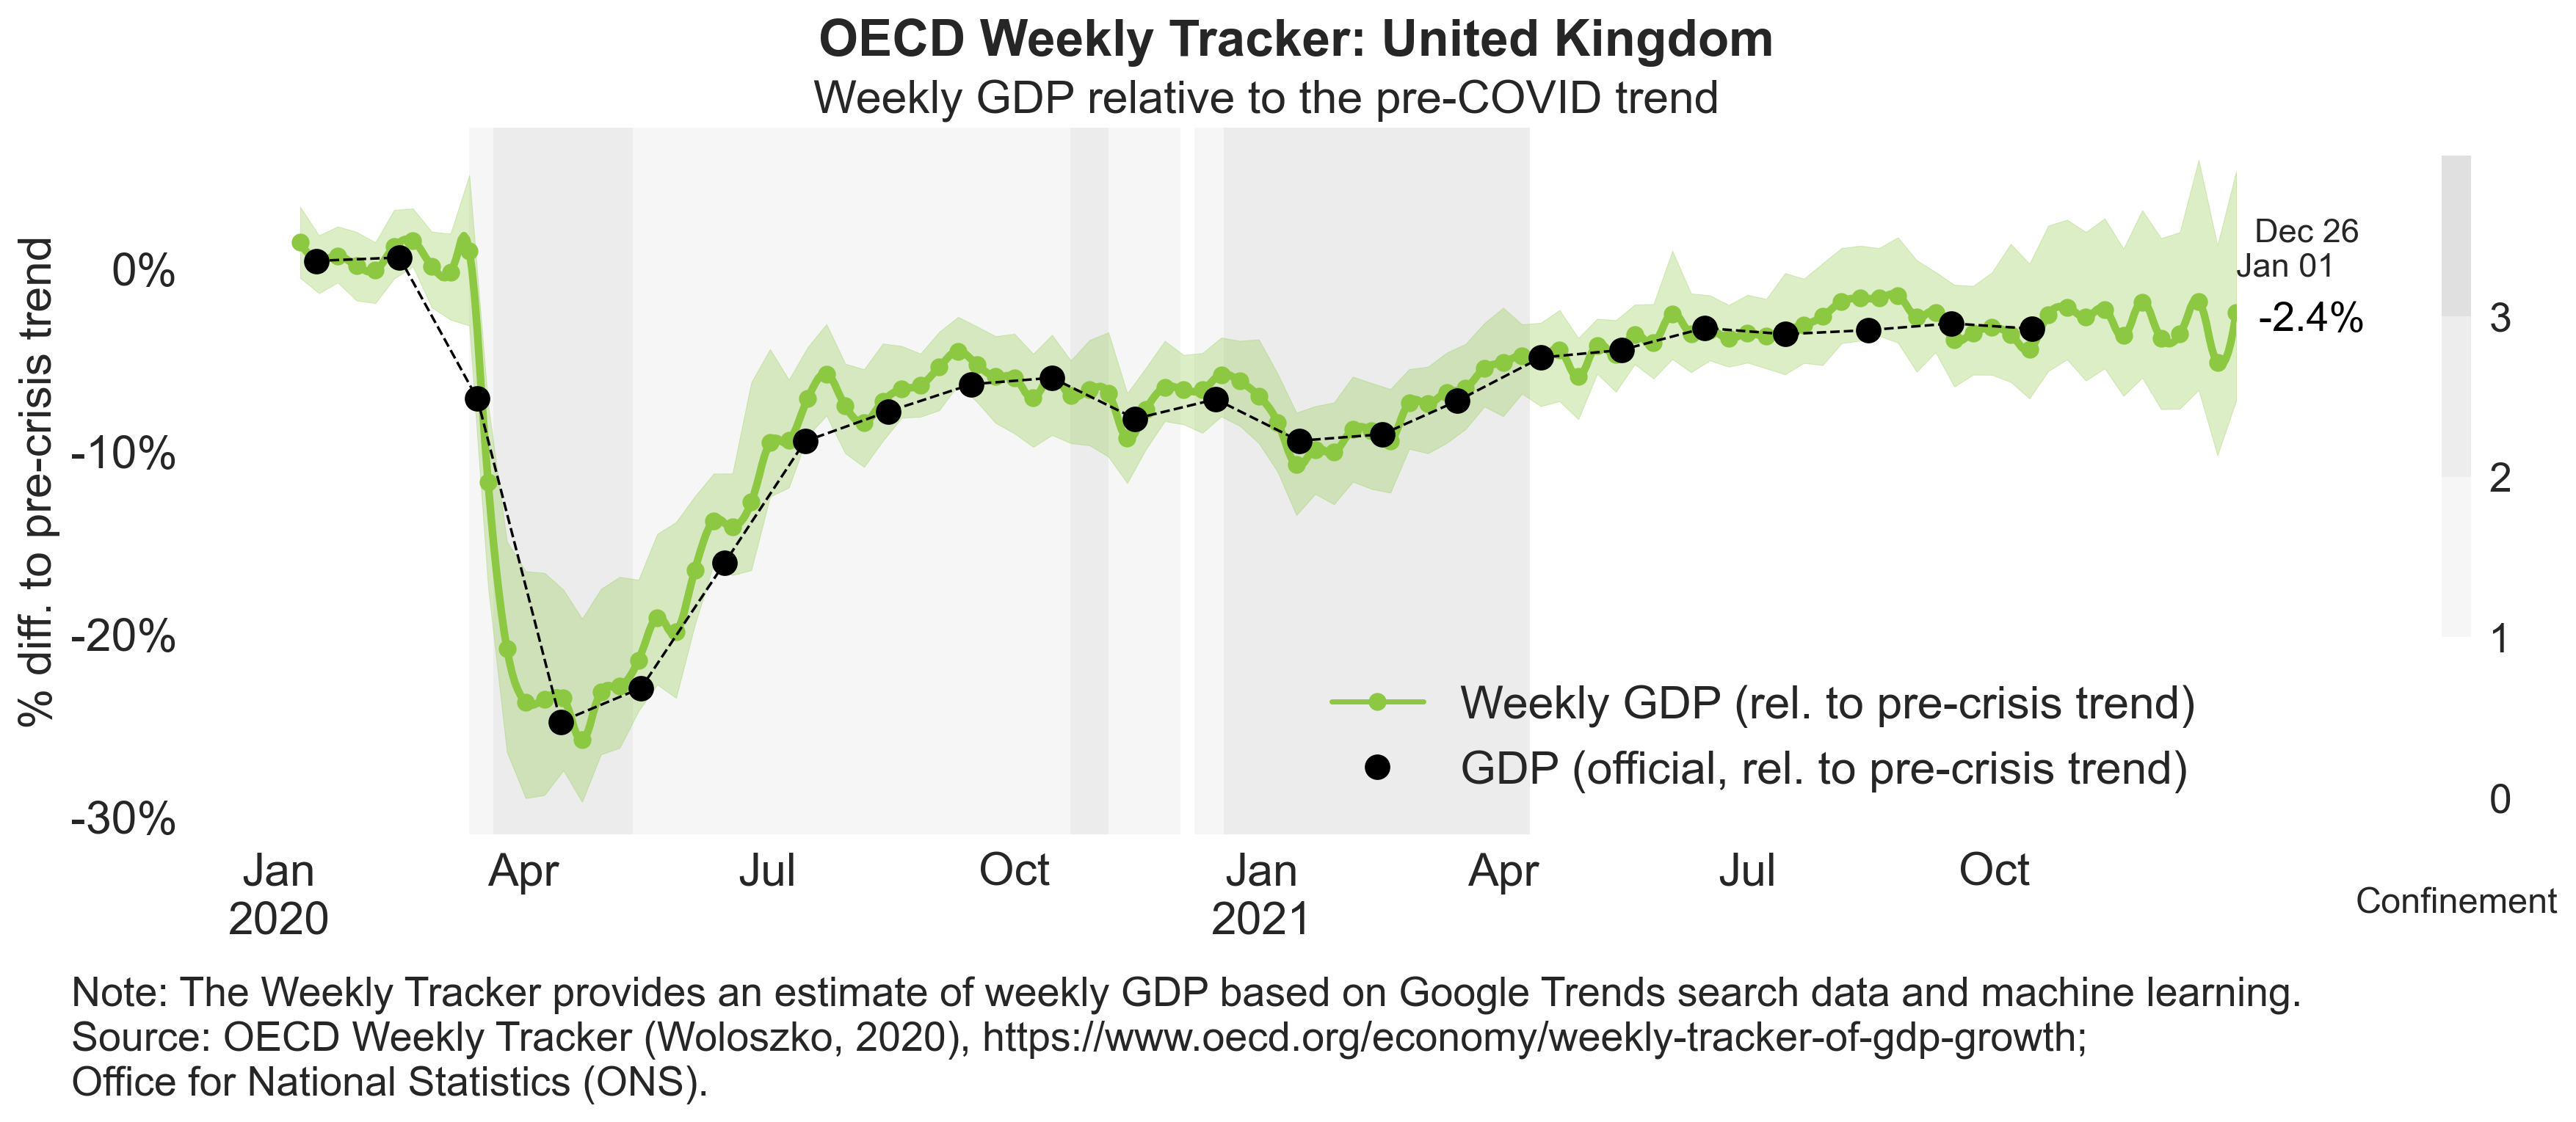 OECD Weekly Tracker: United Kingdom
Weekly GDP relative to the pre-COVID trend
% diff. to pre-crisis trend
0%
-10%
-20%
-30%
Dec 26
Jan 01
-2.4%
3
2
1
0
Confinement
Weekly GDP (rel. to pre-crisis trend)
GDP (official, rel. to pre-crisis trend)
Jan Apr Jul Oct Jan Apr Jul Oct
2020 2021
Note: The Weekly Tracker provides an estimate of weekly GDP based on Google Trends search data and machine learning.
Source: OECD Weekly Tracker (Woloszko, 2020), https://www.oecd.org/economy/weekly-tracker-of-gdp-growth;
Office for National Statistics (ONS).